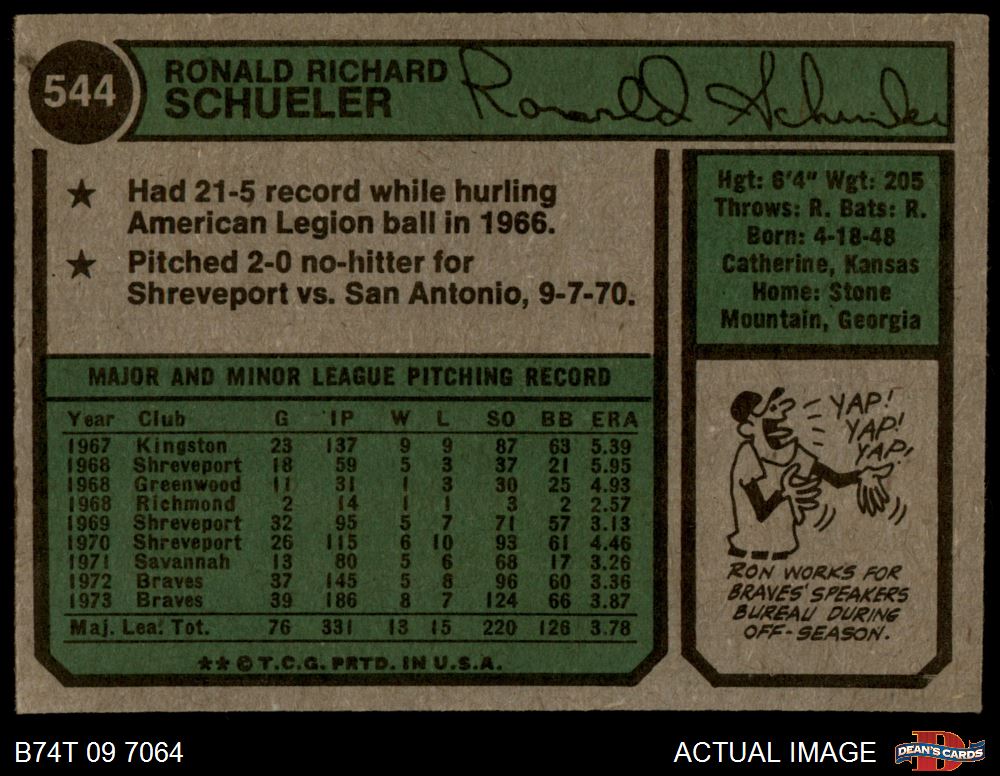 544
RONALD RICHARD
SCHUELER
Ronald Schueler
★ Had 21-5 record while hurling
American Legion ball in 1966.
★ Pitched 2-0 no-hitter for
Shreveport vs. San Antonio, 9-7-70.
Hgt: 6'4" Wgt: 205
Throws: R. Bats: R.
Born: 4-18-48
Catherine, Kansas
Home: Stone
Mountain, Georgia
MAJOR AND MINOR LEAGUE PITCHING RECORD
Year Club G IP W L SO BB ERA
1967 Kingston 23 137 9 9 87 63 5.39
1968 Shreveport 18 59 5 3 37 21 5.95
1968 Greenwood 11 31 1 3 30 25 4.93
1968 Richmond 2 14 1 1 3 2 2.57
1969 Shreveport 32 95 5 7 71 57 3.13
1970 Shreveport 26 115 6 10 93 61 4.46
1971 Savannah 13 80 5 6 68 17 3.26
1972 Braves 37 145 5 8 96 60 3.36
1973 Braves 39 186 8 7 124 66 3.87
Maj. Lea. Tot. 76 331 13 15 220 126 3.78
★★ © T.C.G. PRTD. IN U.S.A.
YAP!
YAP!
YAP!
RON WORKS FOR
BRAVES' SPEAKERS
BUREAU DURING
OFF-SEASON.
B74T 09 7064
ACTUAL IMAGE
DEAN'S CARDS